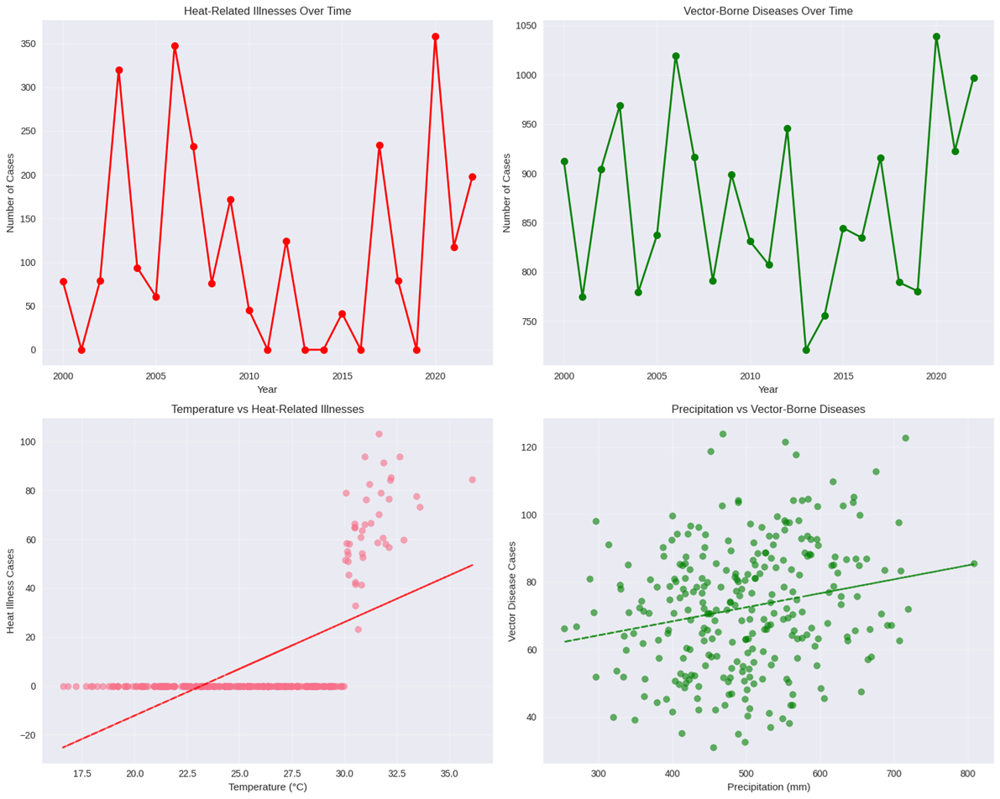 Heat-Related Illnesses Over Time
Number of Cases
350
300
250
200
150
100
50
0
2000 2005 2010 2015 2020
Year
Vector-Borne Diseases Over Time
Number of Cases
1050
1000
950
900
850
800
750
2000 2005 2010 2015 2020
Year
Temperature vs Heat-Related Illnesses
Heat Illness Cases
100
80
60
40
20
0
−20
17.5 20.0 22.5 25.0 27.5 30.0 32.5 35.0
Temperature (°C)
Precipitation vs Vector-Borne Diseases
Vector Disease Cases
120
100
80
60
40
300 400 500 600 700 800
Precipitation (mm)